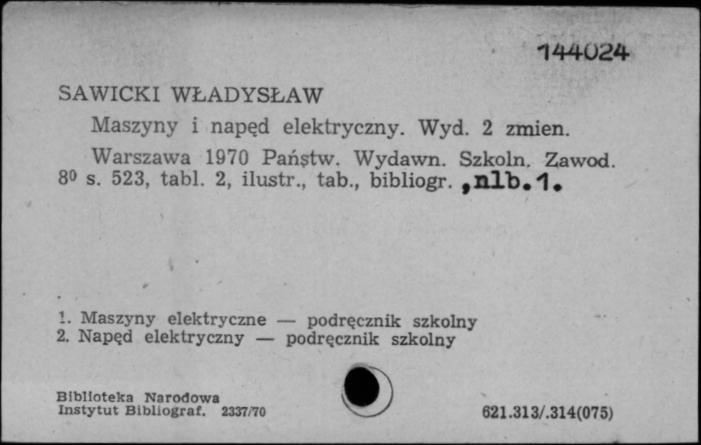 144024
SAWICKI WŁADYSŁAW
Maszyny i napęd elektryczny. Wyd. 2 zmien.
Warszawa 1970 Państw. Wydawn. Szkoln. Zawod.
8⁰ s. 523, tabl. 2, ilustr., tab., bibliogr. , nlb. 1.
1. Maszyny elektryczne — podręcznik szkolny
2. Napęd elektryczny — podręcznik szkolny
Biblioteka Narodowa
Instytut Bibliograf. 2337/70
621.313/.314(075)